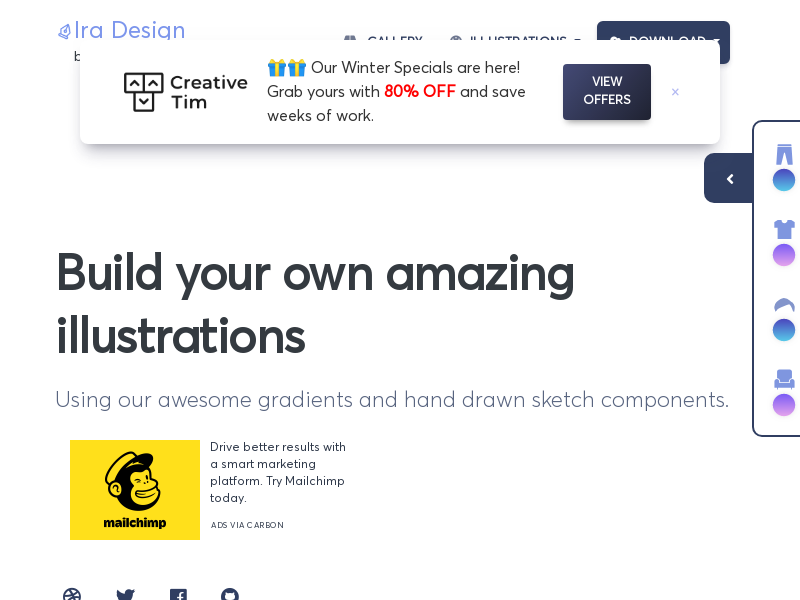 Ira Design
b
GALLERY
ILLUSTRATIONS
DOWNLOAD
Creative
Tim
🎁🎁 Our Winter Specials are here!
Grab yours with 80% OFF and save
weeks of work.
VIEW
OFFERS
×
Build your own amazing
illustrations
Using our awesome gradients and hand drawn sketch components.
mailchimp
Drive better results with
a smart marketing
platform. Try Mailchimp
today.
ADS VIA CARBON